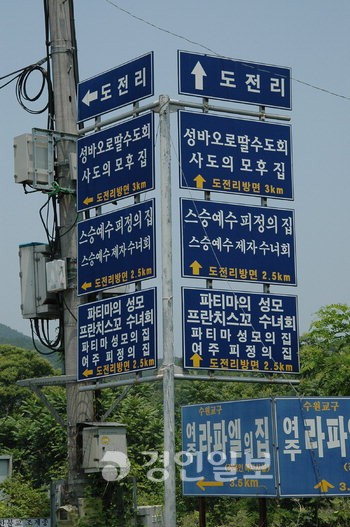 도전리
성바오로딸수도회
사도의 모후 집
도전리방면 3km
스승예수 피정의 집
스승예수 제자 수녀회
도전리방면 2.5km
파티마의 성모
프란치스꼬 수녀회
파티마 성모의 집
여주 피정의 집
도전리방면 2.5km
도전리
성바오로딸수도회
사도의 모후 집
도전리방면 3km
스승예수 피정의 집
스승예수 제자수녀회
도전리방면 2.5km
파티마의 성모
프란치스꼬 수녀회
파티마 성모의 집
여주 피정의 집
도전리방면 2.5km
수원교구
라파엘의 집
3.5km
수원교구
여주 라파
경인일보